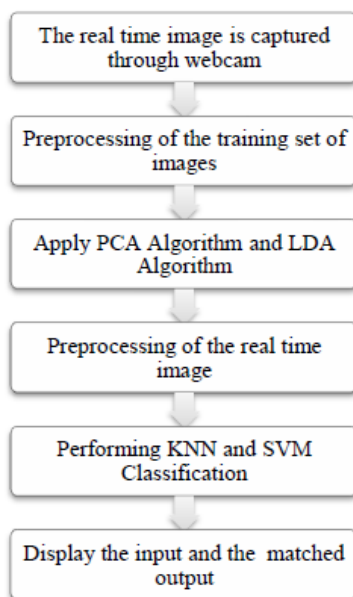 The real time image is captured
through webcam
Preprocessing of the training set of
images
Apply PCA Algorithm and LDA
Algorithm
Preprocessing of the real time
image
Performing KNN and SVM
Classification
Display the input and the matched
output